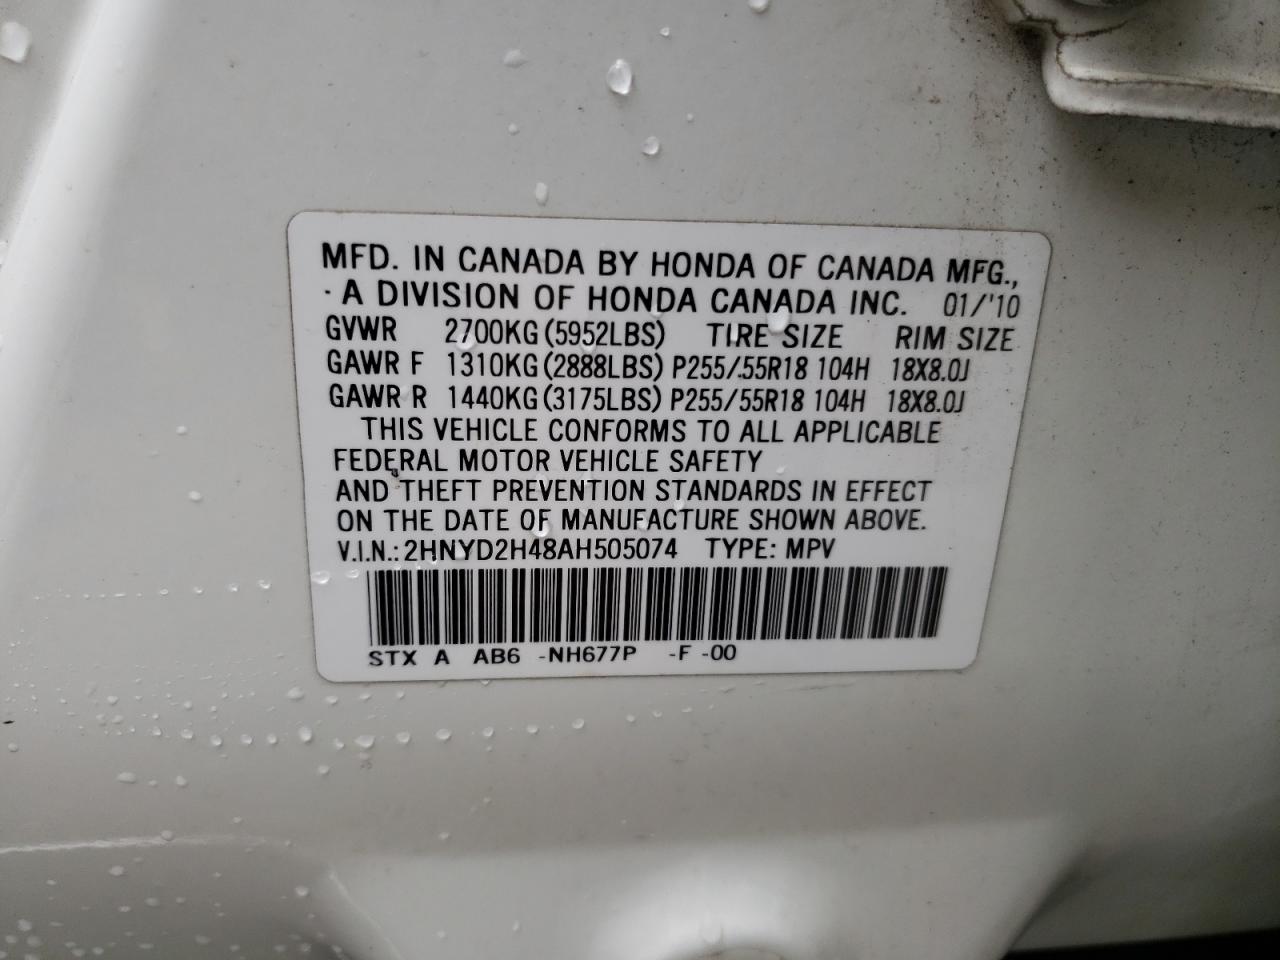 MFD. IN CANADA BY HONDA OF CANADA MFG.,
A DIVISION OF HONDA CANADA INC. 01/'10
GVWR 2700KG(5952LBS) TIRE SIZE RIM SIZE
GAWR F 1310KG(2888LBS) P255/55R18 104H 18X8.0J
GAWR R 1440KG(3175LBS) P255/55R18 104H 18X8.0J
THIS VEHICLE CONFORMS TO ALL APPLICABLE
FEDERAL MOTOR VEHICLE SAFETY
AND THEFT PREVENTION STANDARDS IN EFFECT
ON THE DATE OF MANUFACTURE SHOWN ABOVE.
V.I.N.: 2HNYD2H48AH505074 TYPE: MPV
STX A AB6 -NH677P -F -00